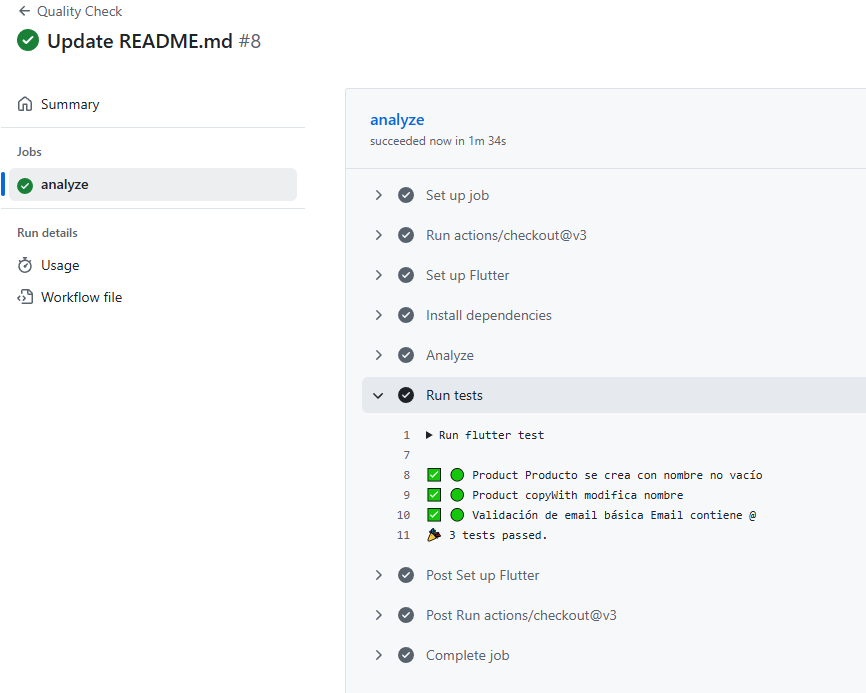 Quality Check
Update README.md #8
Summary
Jobs
analyze
Run details
Usage
Workflow file
analyze
succeeded now in 1m 34s
Set up job
Run actions/checkout@v3
Set up Flutter
Install dependencies
Analyze
Run tests
1 Run flutter test
7
8 Product Producto se crea con nombre no vacío
9 Product copyWith modifica nombre
10 Validación de email básica Email contiene @
11 3 tests passed.
Post Set up Flutter
Post Run actions/checkout@v3
Complete job